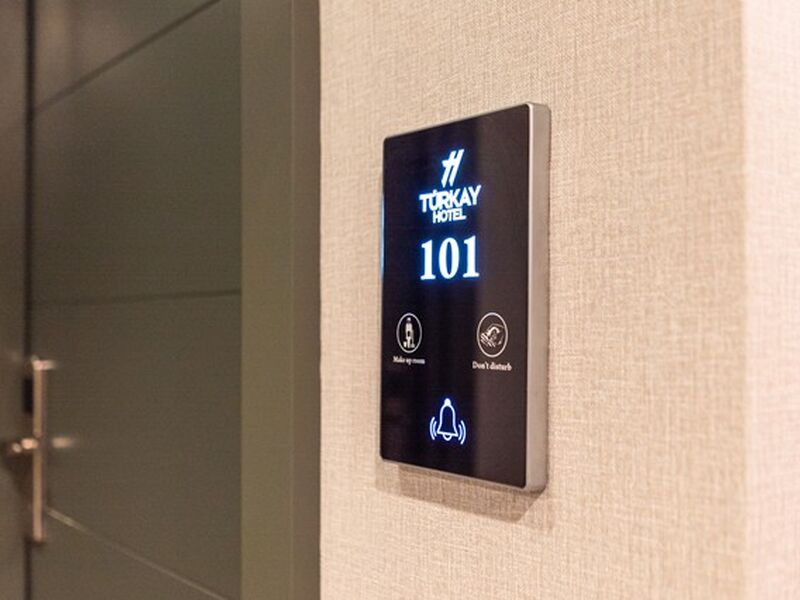 TÜRKAY
HOTEL
101
Make up room
Don't disturb